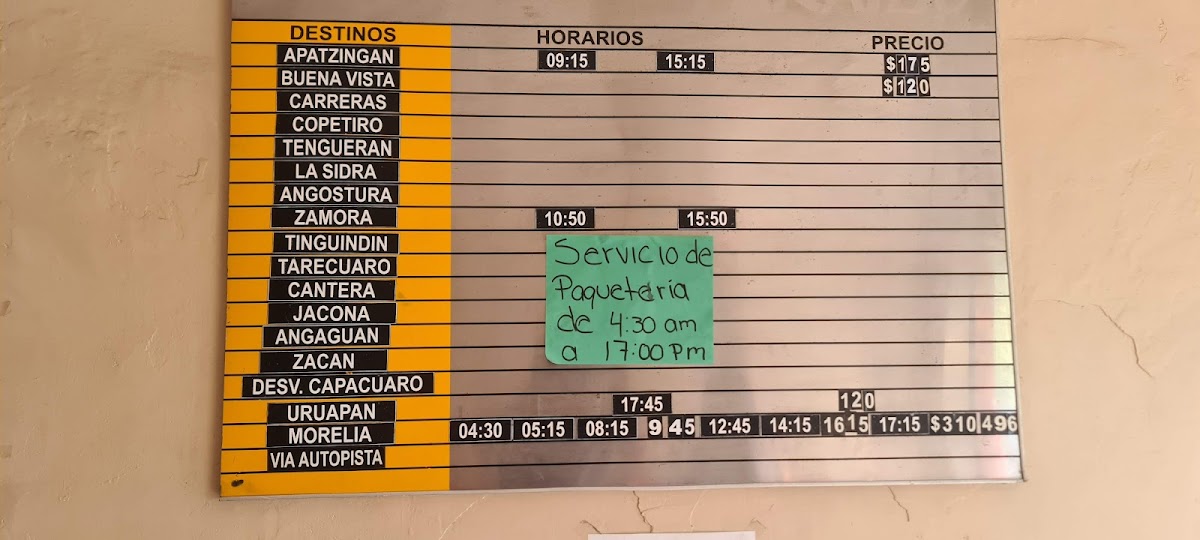 DESTINOS HORARIOS PRECIO
APATZINGAN 09:15 15:15 $175
BUENA VISTA $120
CARRERAS
COPETIRO
TENGUERAN
LA SIDRA
ANGOSTURA
ZAMORA 10:50 15:50
TINGUINDIN
TARECUARO
CANTERA
JACONA
ANGAGUAN
ZACAN
DESV. CAPACUARO
Servicio de
Paqueteria
de 4:30 am
a 17:00 Pm
URUAPAN 17:45 120
MORELIA 04:30 05:15 08:15 9 45 12:45 14:15 16 15 17:15 $310 496
VIA AUTOPISTA